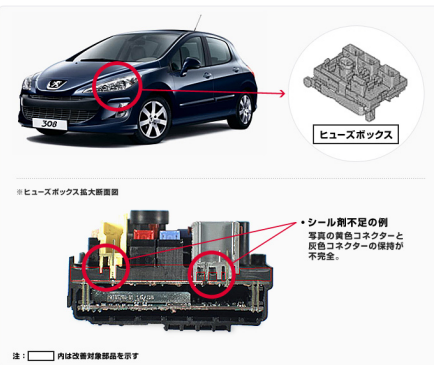 308
ヒューズボックス
※ヒューズボックス拡大断面図
・シール剤不足の例
写真の黄色コネクターと
灰色コネクターの保持が
不完全。
注： 内は改善対象部品を示す